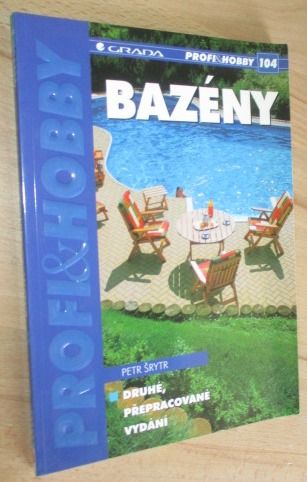 GRADA
PROFI&HOBBY 104
BAZÉNY
PROFI&HOBBY
PETR ŠRYTR
DRUHÉ,
PŘEPRACOVANÉ
VYDÁNÍ